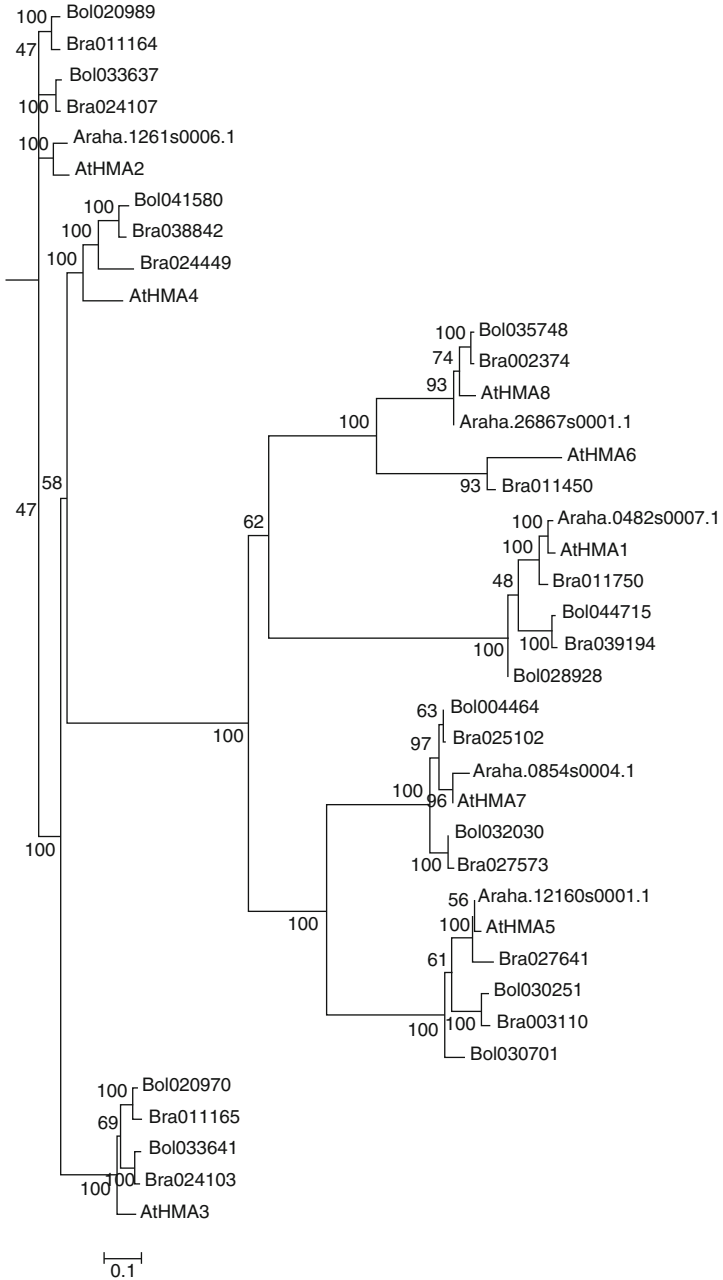 100
Bol020989
47
Bra011164
Bol033637
100
Bra024107
100
Araha.1261s0006.1
AtHMA2
100
Bol041580
100
Bra038842
100
Bra024449
AtHMA4
100
Bol035748
74
Bra002374
93
AtHMA8
100
Araha.26867s0001.1
AtHMA6
93
Bra011450
58
47
62
100
Araha.0482s0007.1
100
AtHMA1
48
Bra011750
Bol044715
100
Bra039194
100
Bol028928
63
Bol004464
100
97
Bra025102
Araha.0854s0004.1
100
96
AtHMA7
Bol032030
100
Bra027573
100
56
Araha.12160s0001.1
100
AtHMA5
61
Bra027641
Bol030251
100
100
Bra003110
Bol030701
100
100
Bol020970
69
Bra011165
Bol033641
100
100
Bra024103
AtHMA3
0.1